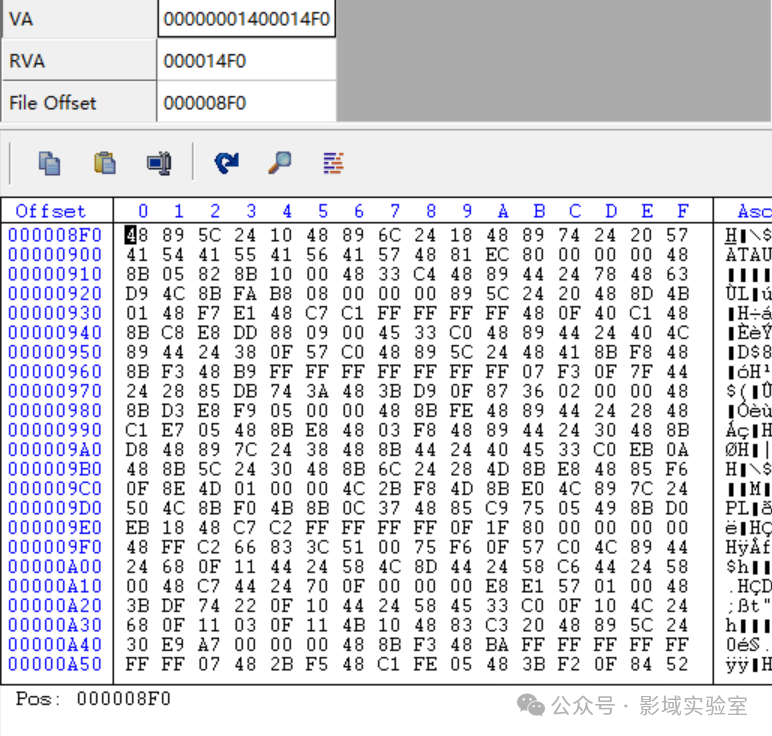 VA 00000001400014F0
RVA 000014F0
File Offset 000008F0
Offset 0 1 2 3 4 5 6 7 8 9 A B C D E F Asc
000008F0 48 89 5C 24 10 48 89 6C 24 18 48 89 74 24 20 57 H \$
00000900 41 54 41 55 41 56 41 57 48 81 EC 80 00 00 00 48 ATAU
00000910 8B 05 82 8B 10 00 48 33 C4 48 89 44 24 78 48 63
00000920 D9 4C 8B FA B8 08 00 00 00 89 5C 24 20 48 8D 4B ÙL ú
00000930 01 48 F7 E1 48 C7 C1 FF FF FF FF 48 0F 40 C1 48 H÷á
00000940 8B C8 E8 DD 88 09 00 45 33 C0 48 89 44 24 40 4C ÈèÝ
00000950 89 44 24 38 0F 57 C0 48 89 5C 24 48 41 8B F8 48 D$8
00000960 8B F3 48 B9 FF FF FF FF FF FF FF 07 F3 0F 7F 44 óH¹
00000970 24 28 85 DB 74 3A 48 3B D9 0F 87 36 02 00 00 48 $( Û
00000980 8B D3 E8 F9 05 00 00 48 8B FE 48 89 44 24 28 48 Óèù
00000990 C1 E7 05 48 8B E8 48 03 F8 48 89 44 24 30 48 8B Áç H
000009A0 D8 48 89 7C 24 38 48 8B 44 24 40 45 33 C0 EB 0A ØH |
000009B0 48 8B 5C 24 30 48 8B 6C 24 28 4D 8B E8 48 85 F6 H \$
000009C0 0F 8E 4D 01 00 00 4C 2B F8 4D 8B E0 4C 89 7C 24 M
000009D0 50 4C 8B F0 4B 8B 0C 37 48 85 C9 75 05 49 8B D0 PL ð
000009E0 EB 18 48 C7 C2 FF FF FF FF 0F 1F 80 00 00 00 00 ë HÇ
000009F0 48 FF C2 66 83 3C 51 00 75 F6 0F 57 C0 4C 89 44 HÿÂf
00000A00 24 68 0F 11 44 24 58 4C 8D 44 24 58 C6 44 24 58 $h
00000A10 00 48 C7 44 24 70 0F 00 00 00 E8 E1 57 01 00 48 .HÇD
00000A20 3B DF 74 22 0F 10 44 24 58 45 33 C0 0F 10 4C 24 ;ßt"
00000A30 68 0F 11 03 0F 11 4B 10 48 83 C3 20 48 89 5C 24 h
00000A40 30 E9 A7 00 00 00 48 8B F3 48 BA FF FF FF FF FF 0é§.
00000A50 FF FF 07 48 2B F5 48 C1 FE 05 48 3B F2 0F 84 52 ÿÿ H
Pos: 000008F0
公众号 · 影域实验室